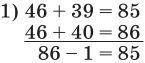 1) 46 + 39 = 85
46 + 40 = 86
86 − 1 = 85